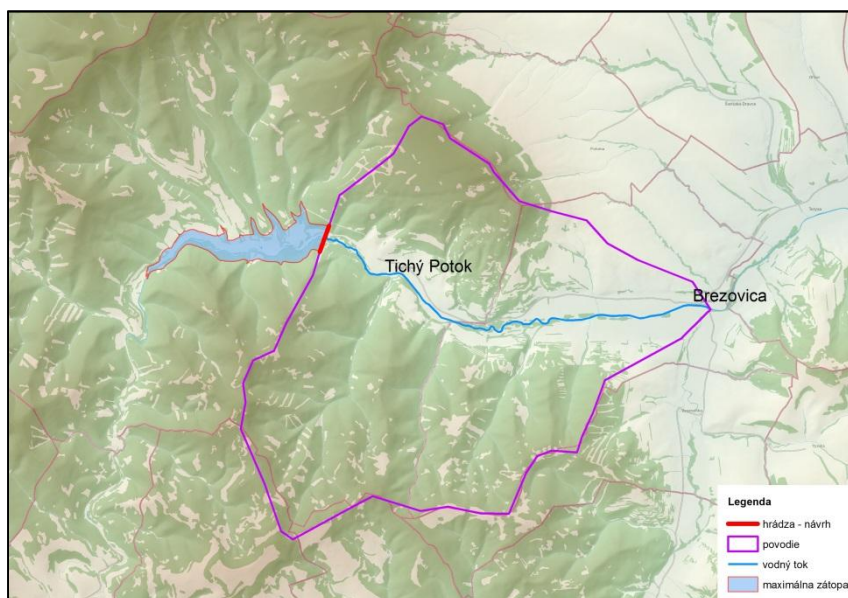 Tichý Potok
Brezovica
Legenda
hrádza - návrh
povodie
vodný tok
maximálna zátopa